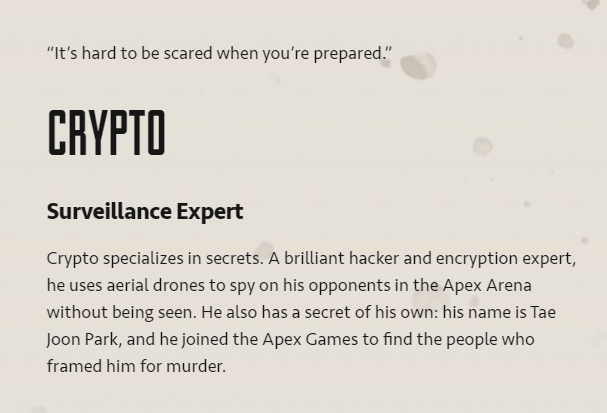 “It’s hard to be scared when you’re prepared.”
CRYPTO
Surveillance Expert
Crypto specializes in secrets. A brilliant hacker and encryption expert,
he uses aerial drones to spy on his opponents in the Apex Arena
without being seen. He also has a secret of his own: his name is Tae
Joon Park, and he joined the Apex Games to find the people who
framed him for murder.